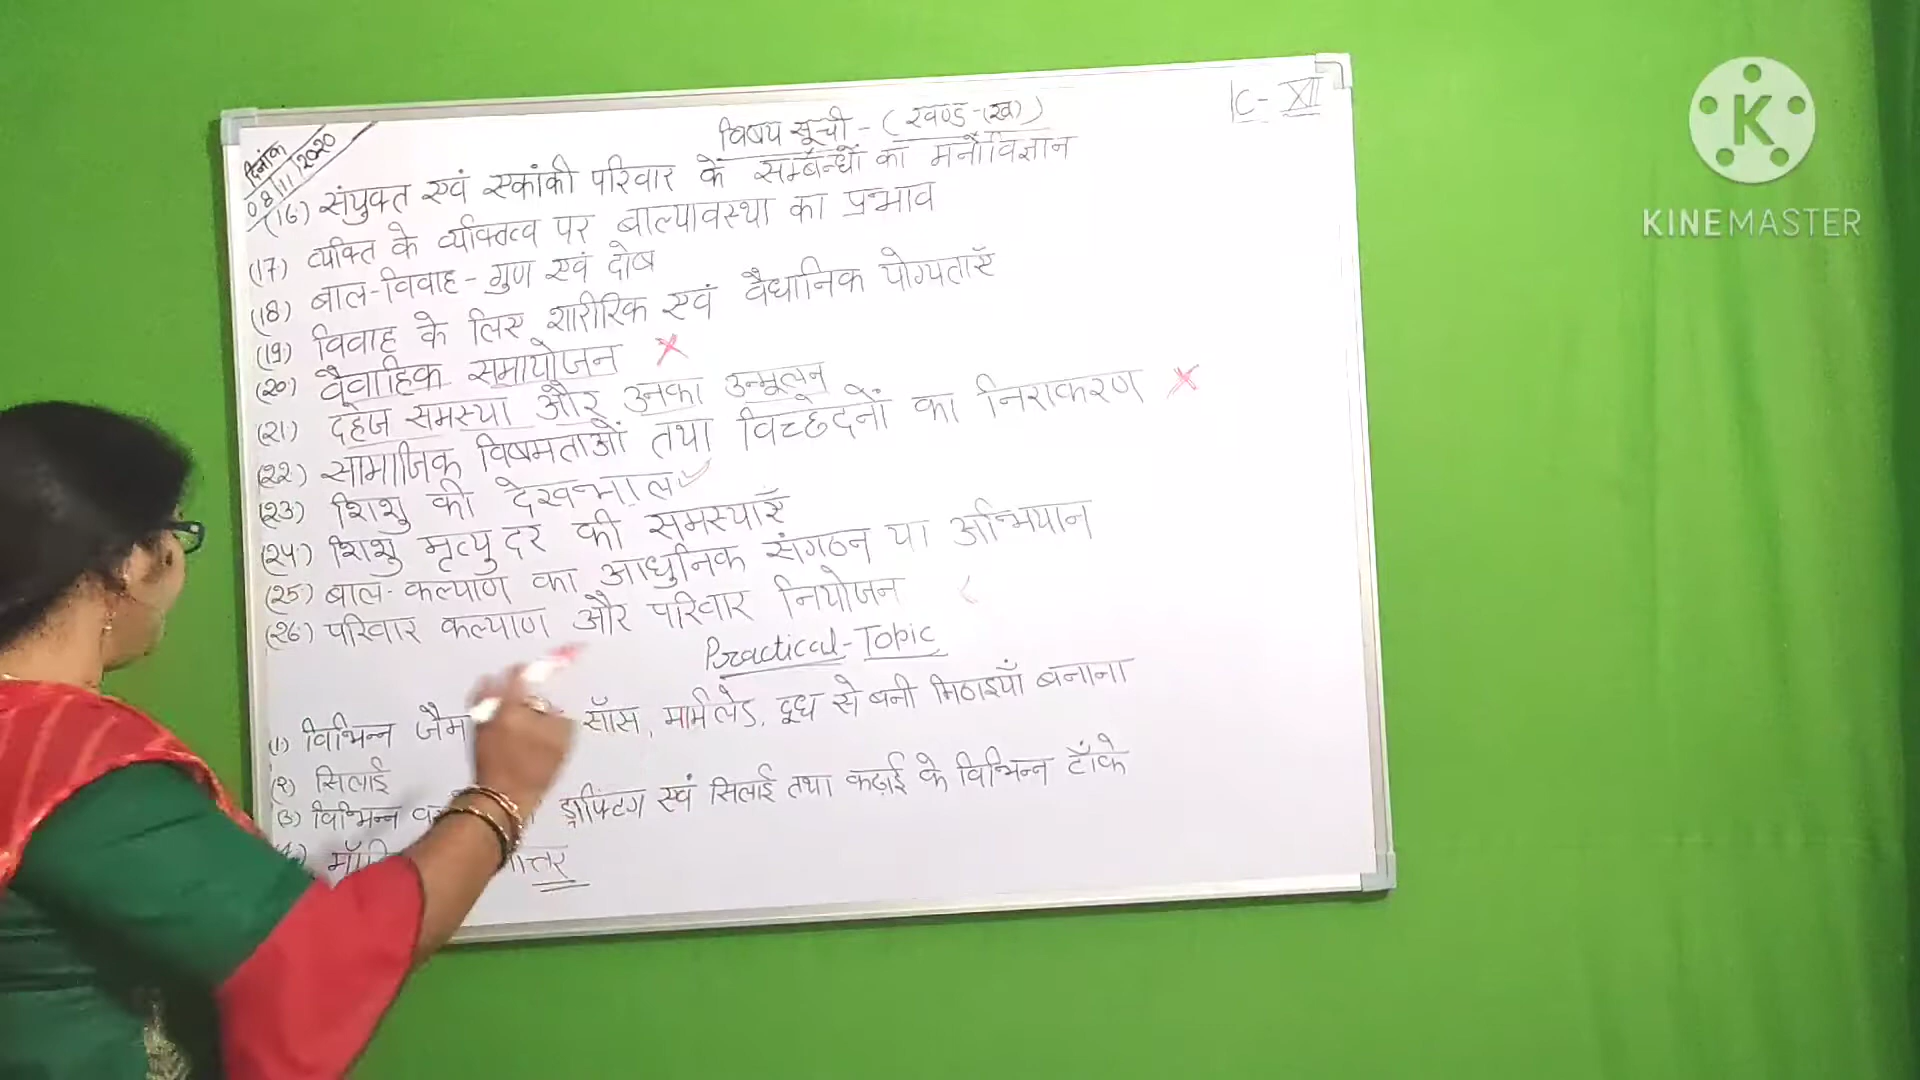 विषय सूची - (खण्ड-(ख))
C- XII
दिनांक
08/11/2020
(16) संयुक्त एवं एकांकी परिवार के सम्बन्धों का मनोविज्ञान
(17) व्यक्ति के व्यक्तित्व पर बाल्यावस्था का प्रभाव
(18) बाल-विवाह - गुण एवं दोष
(19) विवाह के लिए शारीरिक एवं वैधानिक योग्यताएँ
(20) वैवाहिक समायोजन X
(21) दहेज समस्या और उनका उन्मूलन
(22) सामाजिक विषमताओं तथा विच्छेदनों का निराकरण X
(23) शिशु की देखभाल
(24) शिशु मृत्यु दर की समस्याएँ
(25) बाल-कल्याण का आधुनिक संगठन या अभियान
(26) परिवार कल्याण और परिवार नियोजन
Practical-Topic
(1) विभिन्न जैम सॉस, मार्मलेड, दूध से बनी मिठाइयाँ बनाना
(2) सिलाई
(3) विभिन्न ड्राफ्टिंग एवं सिलाई तथा कढ़ाई के विभिन्न टाँके
KINEMASTER